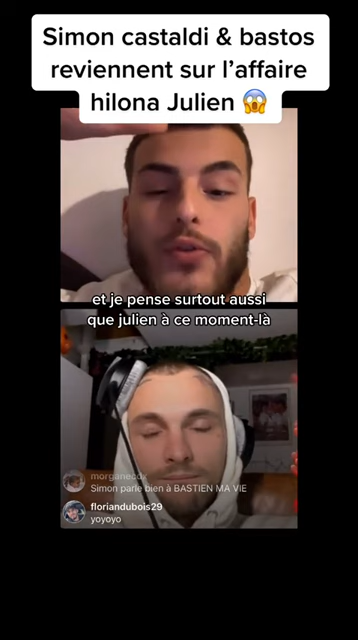 Simon castaldi & bastos
reviennent sur l'affaire
hilona Julien 😱
et je pense surtout aussi
que julien à ce moment-là
morganecdx
Simon parle bien à BASTIEN MA VIE
floriandubois29
yoyoyo